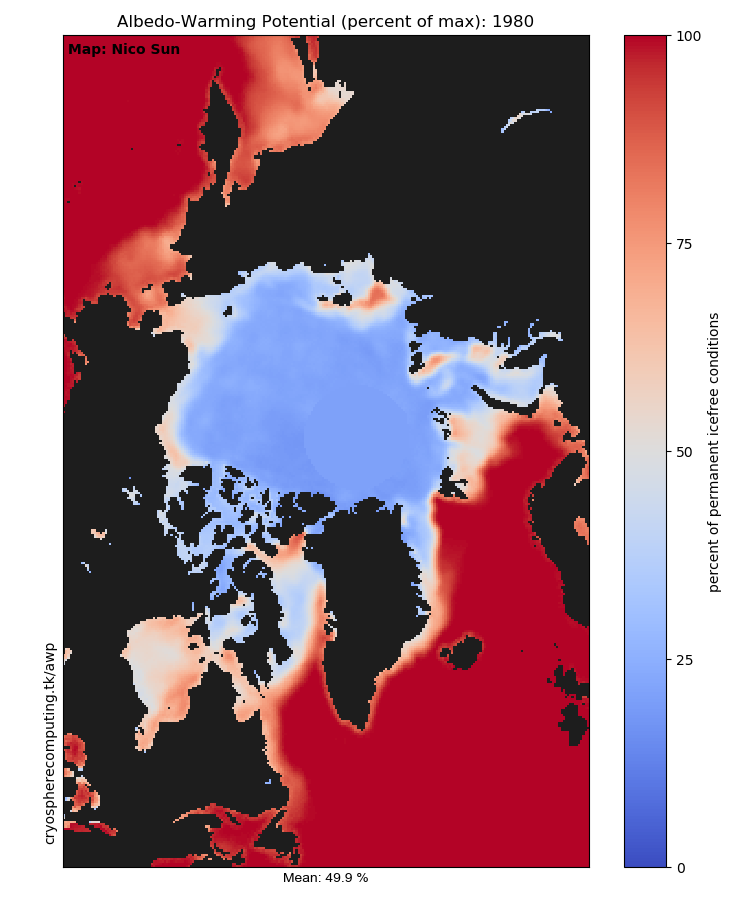 Albedo-Warming Potential (percent of max): 1980
Map: Nico Sun
100
75
50
25
0
percent of permanent icefree conditions
cryospherecomputing.tk/awp
Mean: 49.9 %